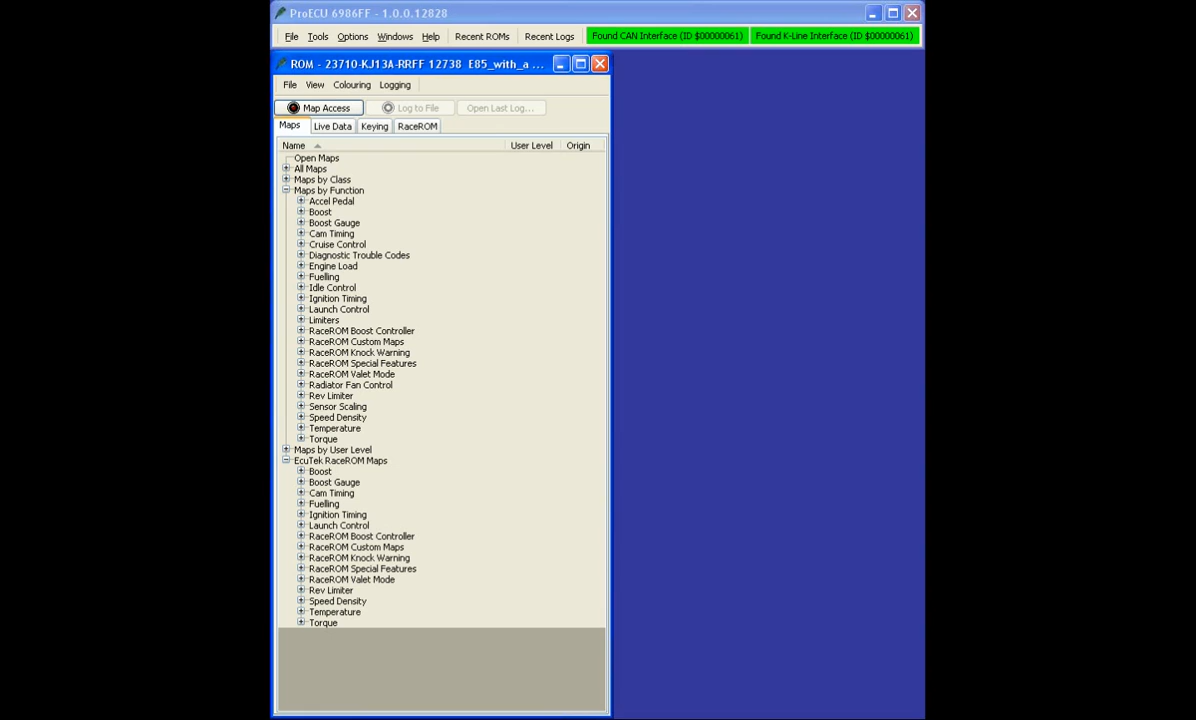 ProECU 6986FF - 1.0.0.12828
File Tools Options Windows Help Recent ROMs Recent Logs Found CAN Interface (ID $00000061) Found K-Line Interface (ID $00000061)
ROM - 23710-KJ13A-RRFF 12738 E85_with_a ...
File View Colouring Logging
Map Access Log to File Open Last Log...
Maps Live Data Keying RaceROM
Name User Level Origin
Open Maps
All Maps
Maps by Class
Maps by Function
Accel Pedal
Boost
Boost Gauge
Cam Timing
Cruise Control
Diagnostic Trouble Codes
Engine Load
Fuelling
Idle Control
Ignition Timing
Launch Control
Limiters
RaceROM Boost Controller
RaceROM Custom Maps
RaceROM Knock Warning
RaceROM Special Features
RaceROM Valet Mode
Radiator Fan Control
Rev Limiter
Sensor Scaling
Speed Density
Temperature
Torque
Maps by User Level
EcuTek RaceROM Maps
Boost
Boost Gauge
Cam Timing
Fuelling
Ignition Timing
Launch Control
RaceROM Boost Controller
RaceROM Custom Maps
RaceROM Knock Warning
RaceROM Special Features
RaceROM Valet Mode
Rev Limiter
Speed Density
Temperature
Torque